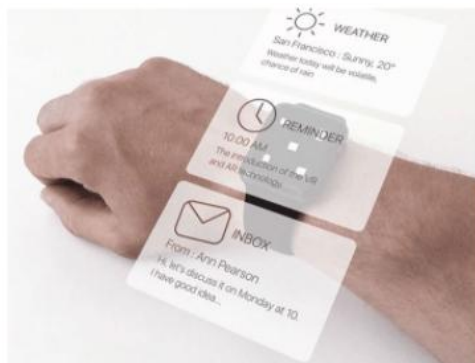 WEATHER
San Francisco : Sunny, 20°
Weather today will be volatile,
chance of rain
REMINDER
10:00 AM
The introduction of the VR
and AR technology...
INBOX
From : Ann Pearson
Hi, let's discuss it on Monday at 10,
I have good idea...